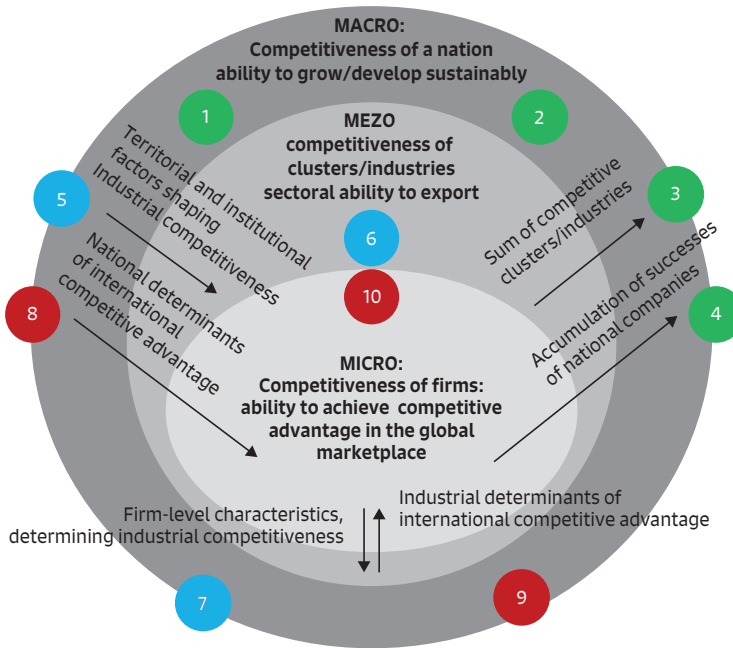 MACRO:
Competitiveness of a nation
ability to grow/develop sustainably
1
2
MEZO
competitiveness of
clusters/industries
sectoral ability to export
5
Territorial and institutional
factors shaping
Industrial competitiveness
6
Sum of competitive
clusters/industries
3
8
National determinants
of international
competitive advantage
10
Accumulation of successes
of national companies
4
MICRO:
Competitiveness of firms:
ability to achieve competitive
advantage in the global
marketplace
Firm-level characteristics,
determining industrial competitiveness
Industrial determinants of
international competitive advantage
7
9